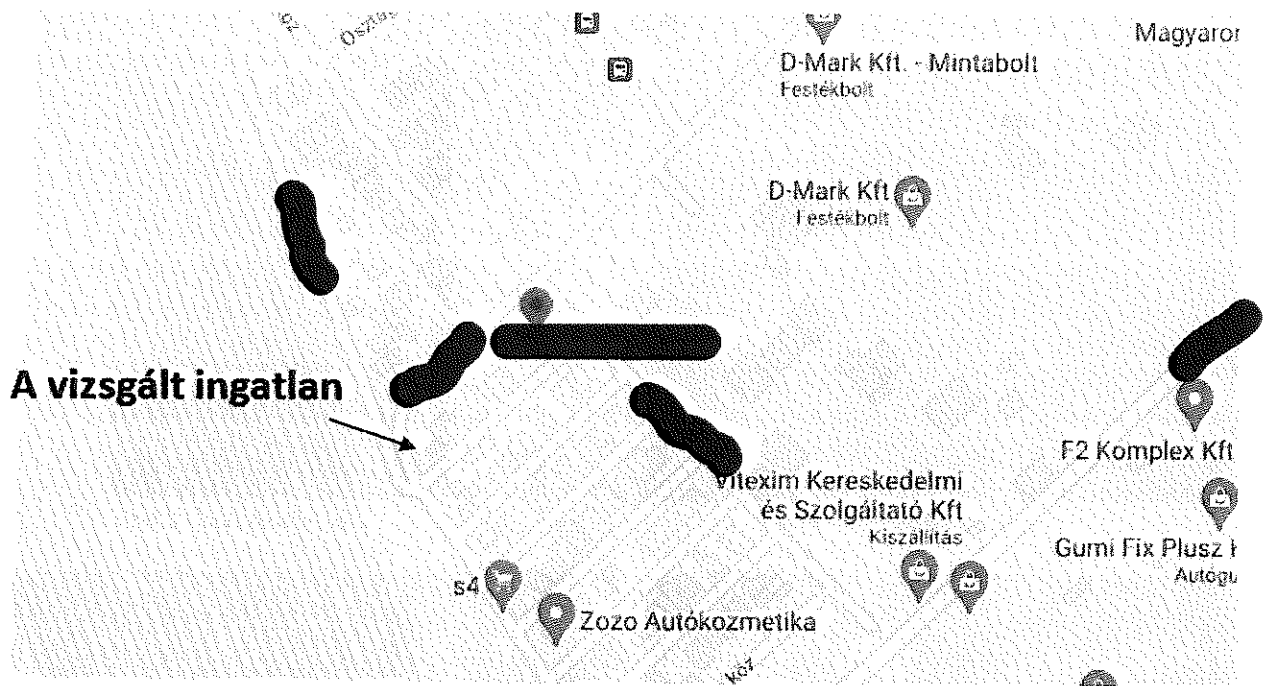 Magyaror
D-Mark Kft. - Mintabolt
Festékbolt
D-Mark Kft
Festékbolt
A vizsgált ingatlan
F2 Komplex Kft
Vitexim Kereskedelmi
és Szolgáltató Kft
Kiszállítás
Gumi Fix Plusz
Autógu
s4
Zozo Autókozmetika
köz